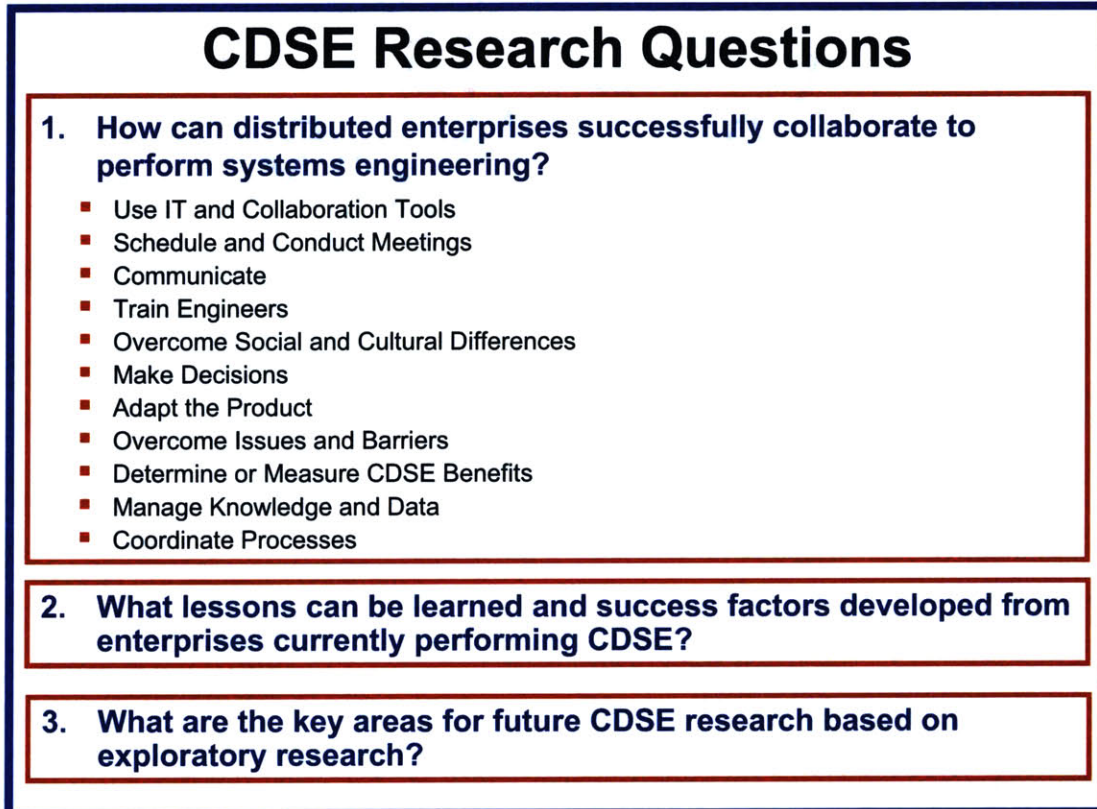 CDSE Research Questions
1. How can distributed enterprises successfully collaborate to
perform systems engineering?
▪ Use IT and Collaboration Tools
▪ Schedule and Conduct Meetings
▪ Communicate
▪ Train Engineers
▪ Overcome Social and Cultural Differences
▪ Make Decisions
▪ Adapt the Product
▪ Overcome Issues and Barriers
▪ Determine or Measure CDSE Benefits
▪ Manage Knowledge and Data
▪ Coordinate Processes
2. What lessons can be learned and success factors developed from
enterprises currently performing CDSE?
3. What are the key areas for future CDSE research based on
exploratory research?